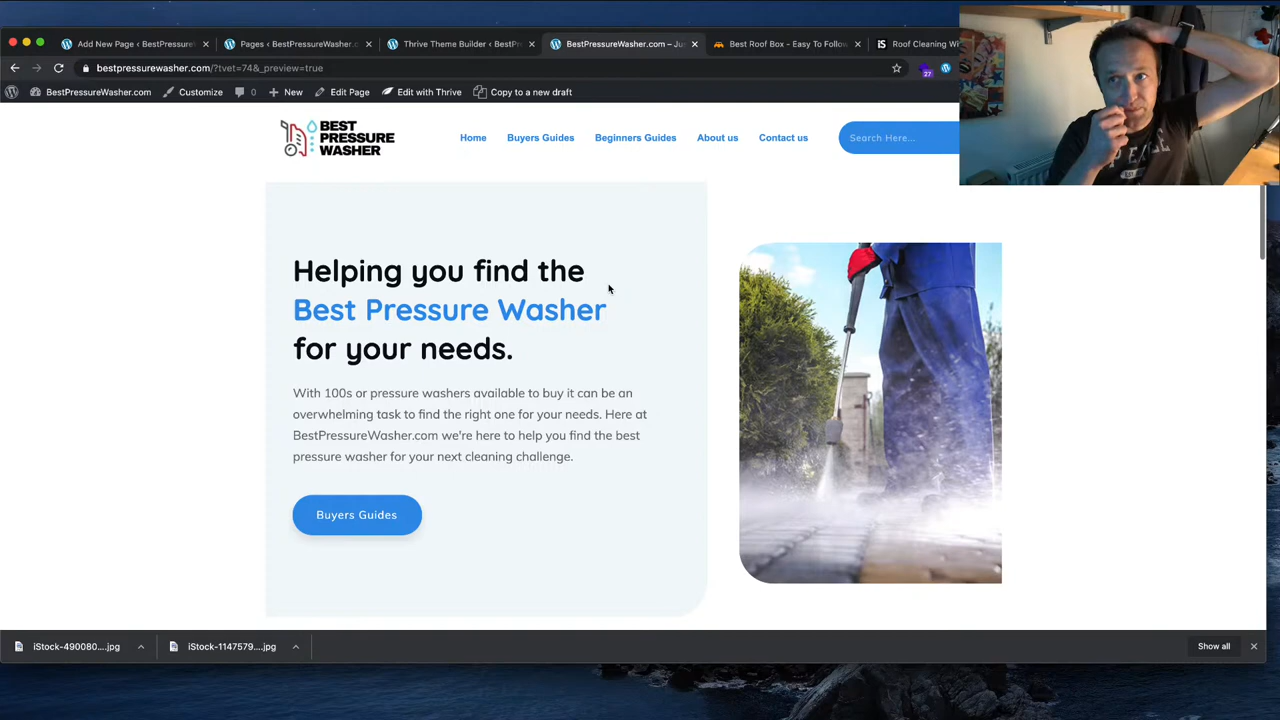 Add New Page < BestPressureW
Pages < BestPressureWasher.c
Thrive Theme Builder < BestPr
BestPressureWasher.com – Ju
Best Roof Box - Easy To Follow
iS Roof Cleaning Wi
bestpressurewasher.com/?tvet=74&_preview=true
27
BestPressureWasher.com Customize 0 New Edit Page Edit with Thrive Copy to a new draft
BEST
PRESSURE
WASHER
Home Buyers Guides Beginners Guides About us Contact us Search Here...
Helping you find the
Best Pressure Washer
for your needs.
With 100s or pressure washers available to buy it can be an
overwhelming task to find the right one for your needs. Here at
BestPressureWasher.com we're here to help you find the best
pressure washer for your next cleaning challenge.
Buyers Guides
iStock-490080....jpg
iStock-1147579....jpg
Show all